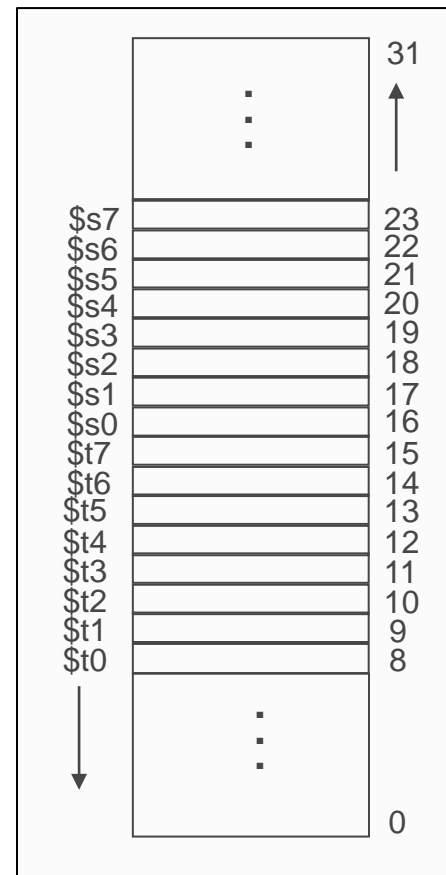 31
$s7 23
$s6 22
$s5 21
$s4 20
$s3 19
$s2 18
$s1 17
$s0 16
$t7 15
$t6 14
$t5 13
$t4 12
$t3 11
$t2 10
$t1 9
$t0 8
0